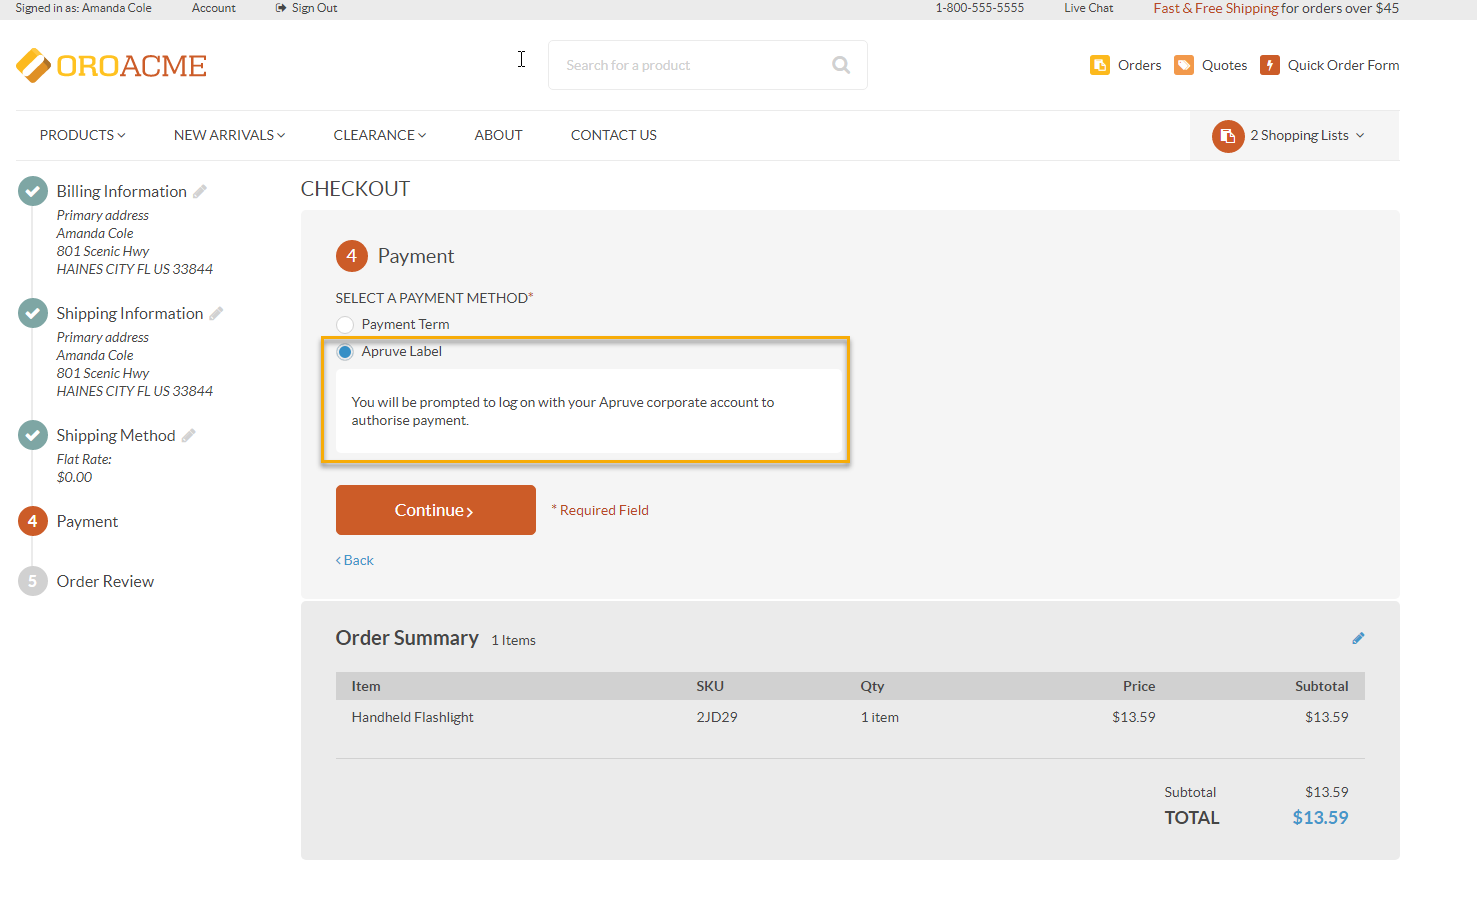 Signed in as: Amanda Cole Account Sign Out 1-800-555-5555 Live Chat Fast & Free Shipping for orders over $45
OROACME
Search for a product
Orders Quotes Quick Order Form
PRODUCTS NEW ARRIVALS CLEARANCE ABOUT CONTACT US 2 Shopping Lists
Billing Information
Primary address
Amanda Cole
801 Scenic Hwy
HAINES CITY FL US 33844
Shipping Information
Primary address
Amanda Cole
801 Scenic Hwy
HAINES CITY FL US 33844
Shipping Method
Flat Rate:
$0.00
4 Payment
5 Order Review
CHECKOUT
4 Payment
SELECT A PAYMENT METHOD*
Payment Term
Apruve Label
You will be prompted to log on with your Apruve corporate account to
authorise payment.
Continue >
* Required Field
< Back
Order Summary 1 Items
Item SKU Qty Price Subtotal
Handheld Flashlight 2JD29 1 item $13.59 $13.59
Subtotal $13.59
TOTAL $13.59